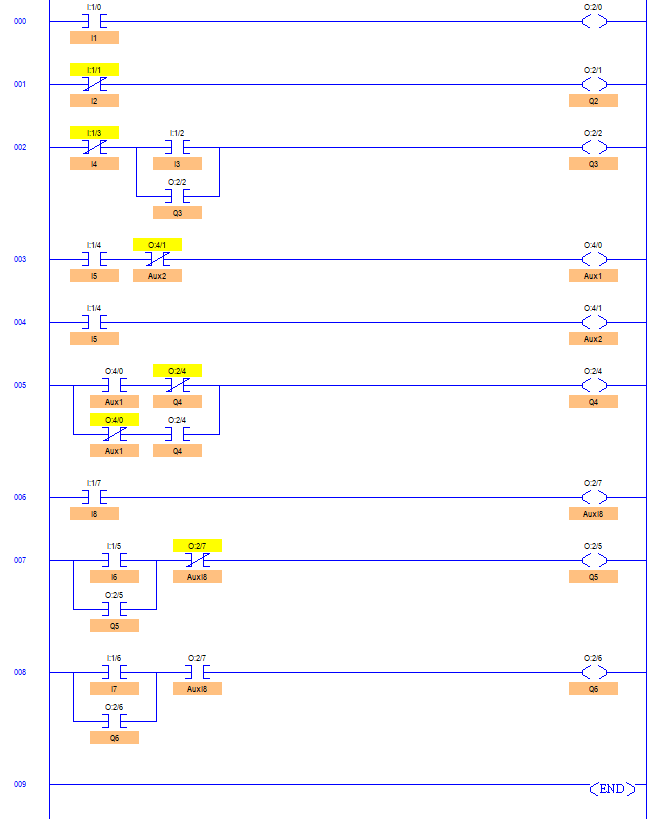 I:1/0 O:2/0
000
I1
I:1/1 O:2/1
001
I2 Q2
I:1/3 I:1/2 O:2/2
002
I4 I3 Q3
O:2/2
Q3
I:1/4 O:4/1 O:4/0
003
I5 Aux2 Aux1
I:1/4 O:4/1
004
I5 Aux2
O:4/0 O:2/4 O:2/4
005
Aux1 Q4 Q4
O:4/0 O:2/4
Aux1 Q4
I:1/7 O:2/7
006
I8 AuxI8
I:1/5 O:2/7 O:2/5
007
I6 AuxI8 Q5
O:2/5
Q5
I:1/6 O:2/7 O:2/6
008
I7 AuxI8 Q6
O:2/6
Q6
009 END